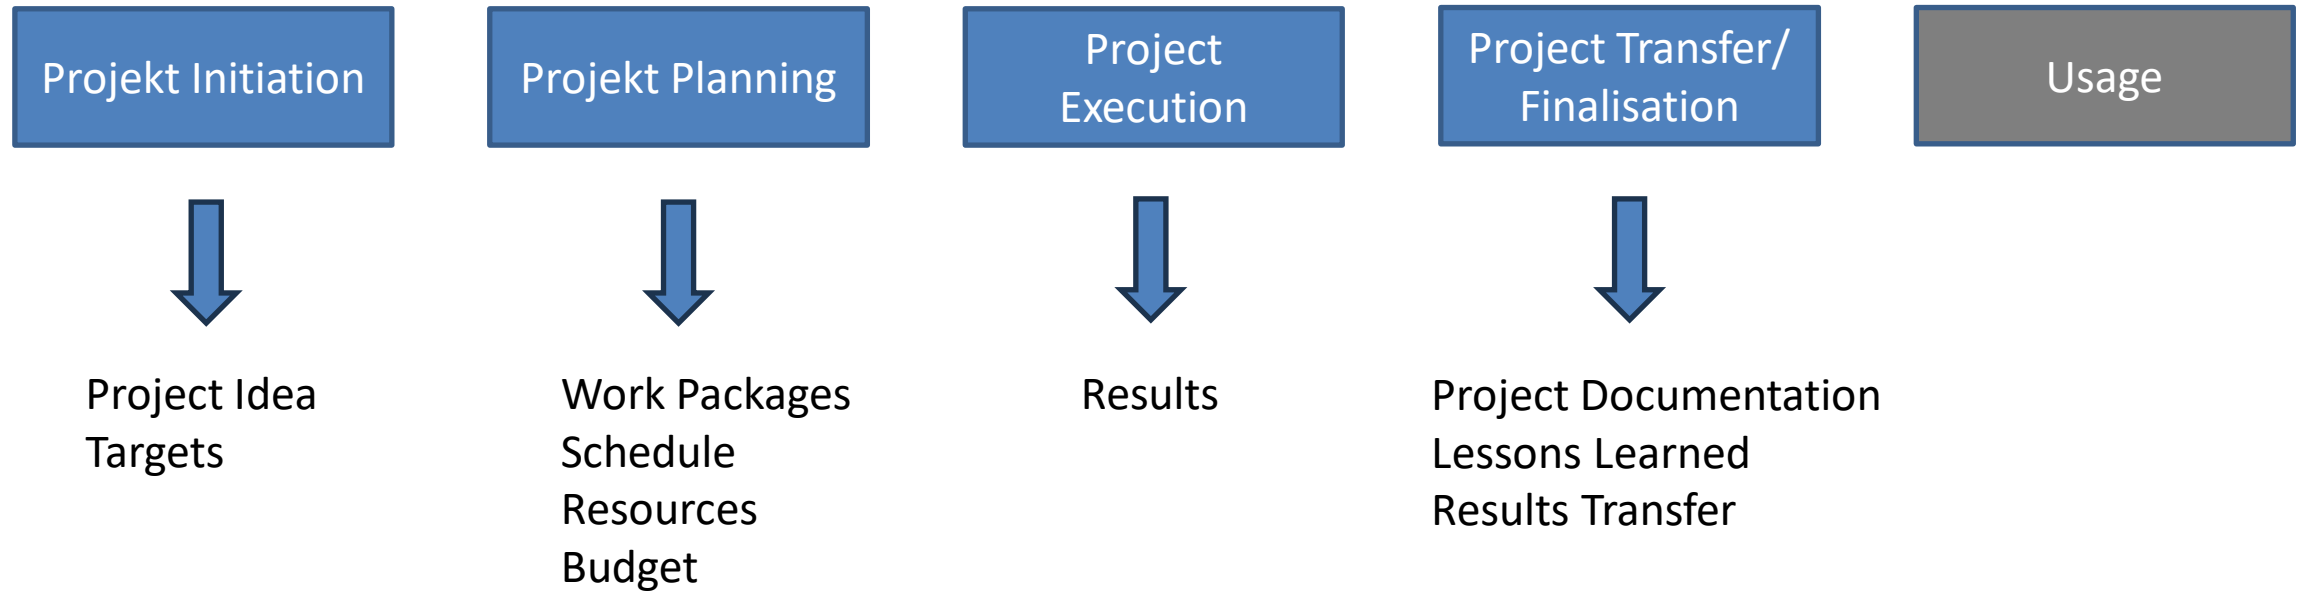 Projekt Initiation
Projekt Planning
Project
Execution
Project Transfer/
Finalisation
Usage
Project Idea
Targets
Work Packages
Schedule
Resources
Budget
Results
Project Documentation
Lessons Learned
Results Transfer